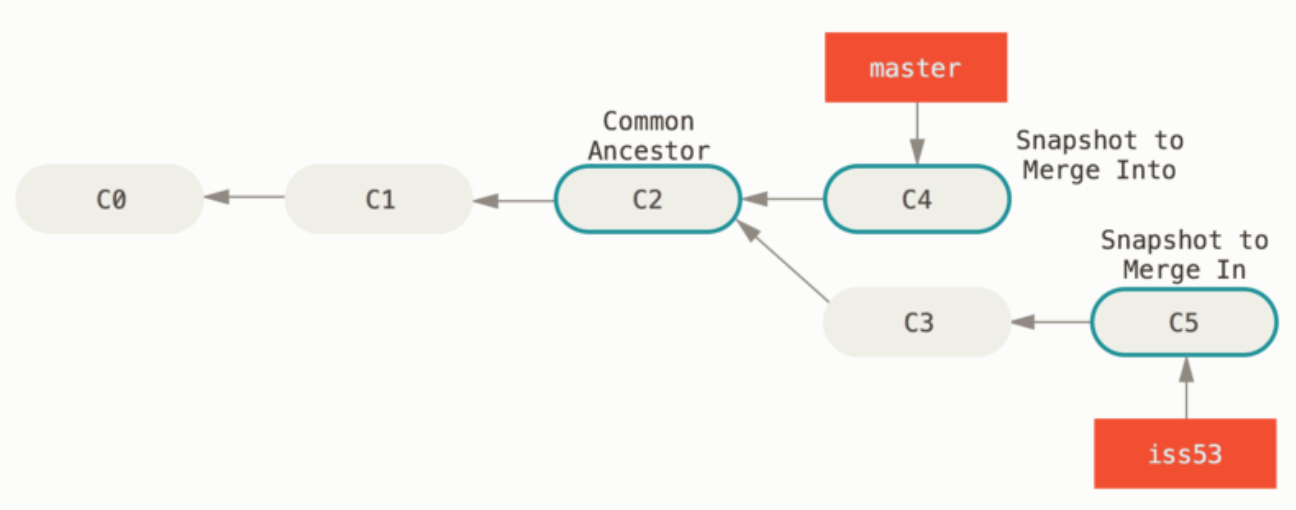 master
Common
Ancestor
Snapshot to
Merge Into
C0
C1
C2
C4
Snapshot to
Merge In
C3
C5
iss53